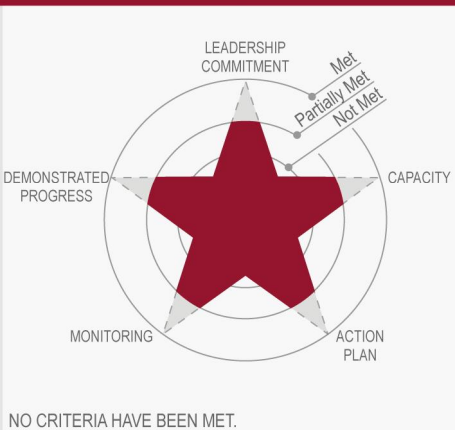 LEADERSHIP
COMMITMENT
Met
Partially Met
Not Met
DEMONSTRATED
PROGRESS
CAPACITY
MONITORING
ACTION
PLAN
NO CRITERIA HAVE BEEN MET.